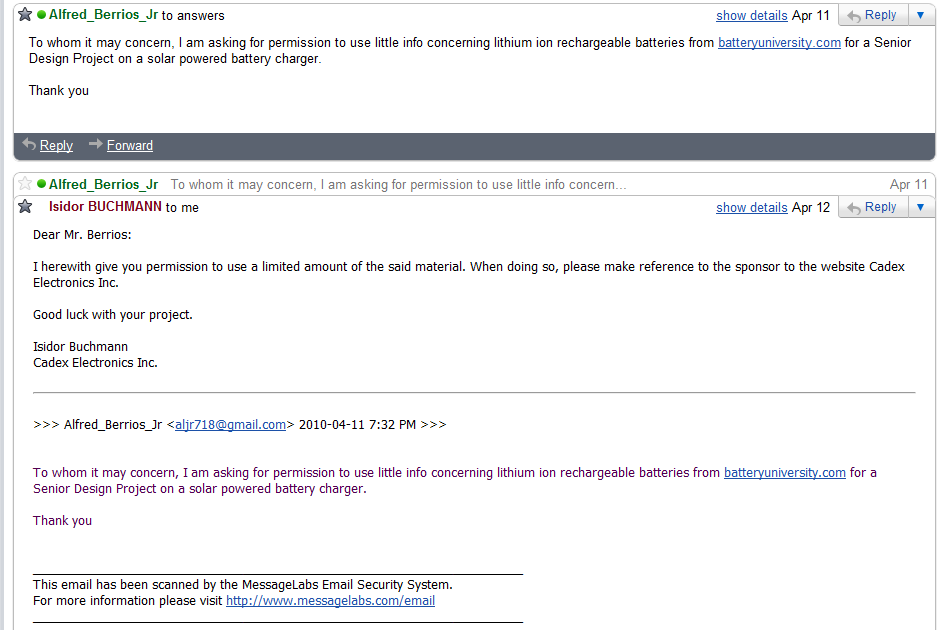 Alfred_Berrios_Jr to answers show details Apr 11 Reply
To whom it may concern, I am asking for permission to use little info concerning lithium ion rechargeable batteries from batteryuniversity.com for a Senior
Design Project on a solar powered battery charger.
Thank you
Reply Forward
Alfred_Berrios_Jr To whom it may concern, I am asking for permission to use little info concern... Apr 11
Isidor BUCHMANN to me show details Apr 12 Reply
Dear Mr. Berrios:
I herewith give you permission to use a limited amount of the said material. When doing so, please make reference to the sponsor to the website Cadex
Electronics Inc.
Good luck with your project.
Isidor Buchmann
Cadex Electronics Inc.
>>> Alfred_Berrios_Jr <aljr718@gmail.com> 2010-04-11 7:32 PM >>>
To whom it may concern, I am asking for permission to use little info concerning lithium ion rechargeable batteries from batteryuniversity.com for a
Senior Design Project on a solar powered battery charger.
Thank you
This email has been scanned by the MessageLabs Email Security System.
For more information please visit http://www.messagelabs.com/email